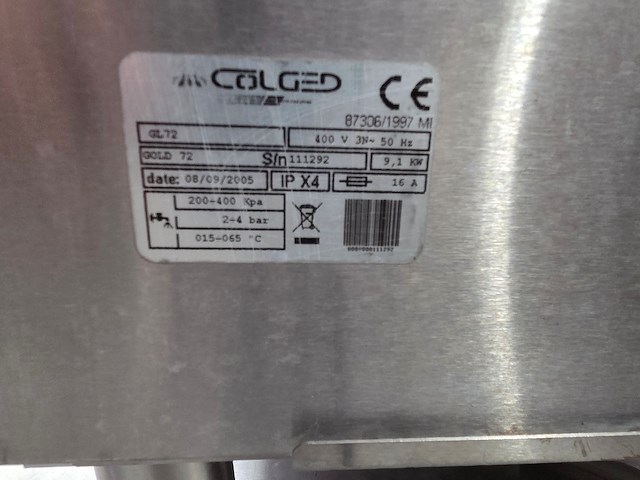 COLGED
CE
87306/1997 MI
GL72
400 V 3N~ 50 Hz
GOLD 72 S/n 111292 9,1 KW
date: 08/09/2005 IP X4 16 A
200÷400 Kpa
2÷4 bar
015÷065 °C